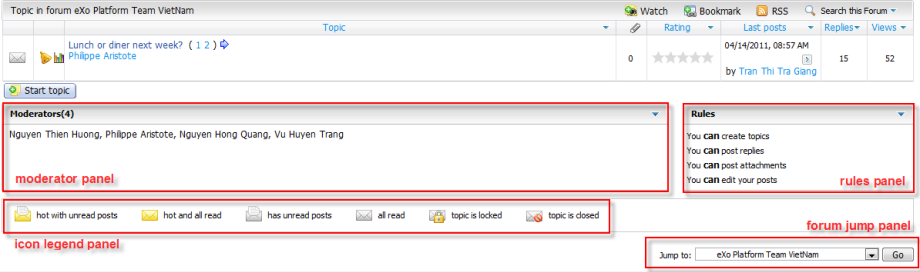 Topic in forum eXo Platform Team VietNam Watch Bookmark RSS Search this Forum
Topic Rating Last posts Replies Views
Lunch or diner next week? ( 1 2 )
Philippe Aristote
0
04/14/2011, 08:57 AM
by Tran Thi Tra Giang
15
52
Start topic
Moderators(4)
Nguyen Thien Huong, Philippe Aristote, Nguyen Hong Quang, Vu Huyen Trang
moderator panel
Rules
You can create topics
You can post replies
You can post attachments
You can edit your posts
rules panel
hot with unread posts hot and all read has unread posts all read topic is locked topic is closed
icon legend panel
forum jump panel
Jump to: eXo Platform Team VietNam Go